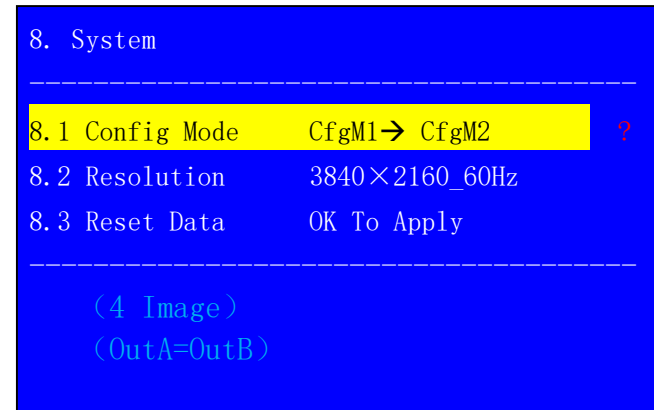 8. System
--------------------------------------
8.1 Config Mode CfgM1→ CfgM2 ?
8.2 Resolution 3840×2160_60Hz
8.3 Reset Data OK To Apply
--------------------------------------
（4 Image）
（OutA=OutB）